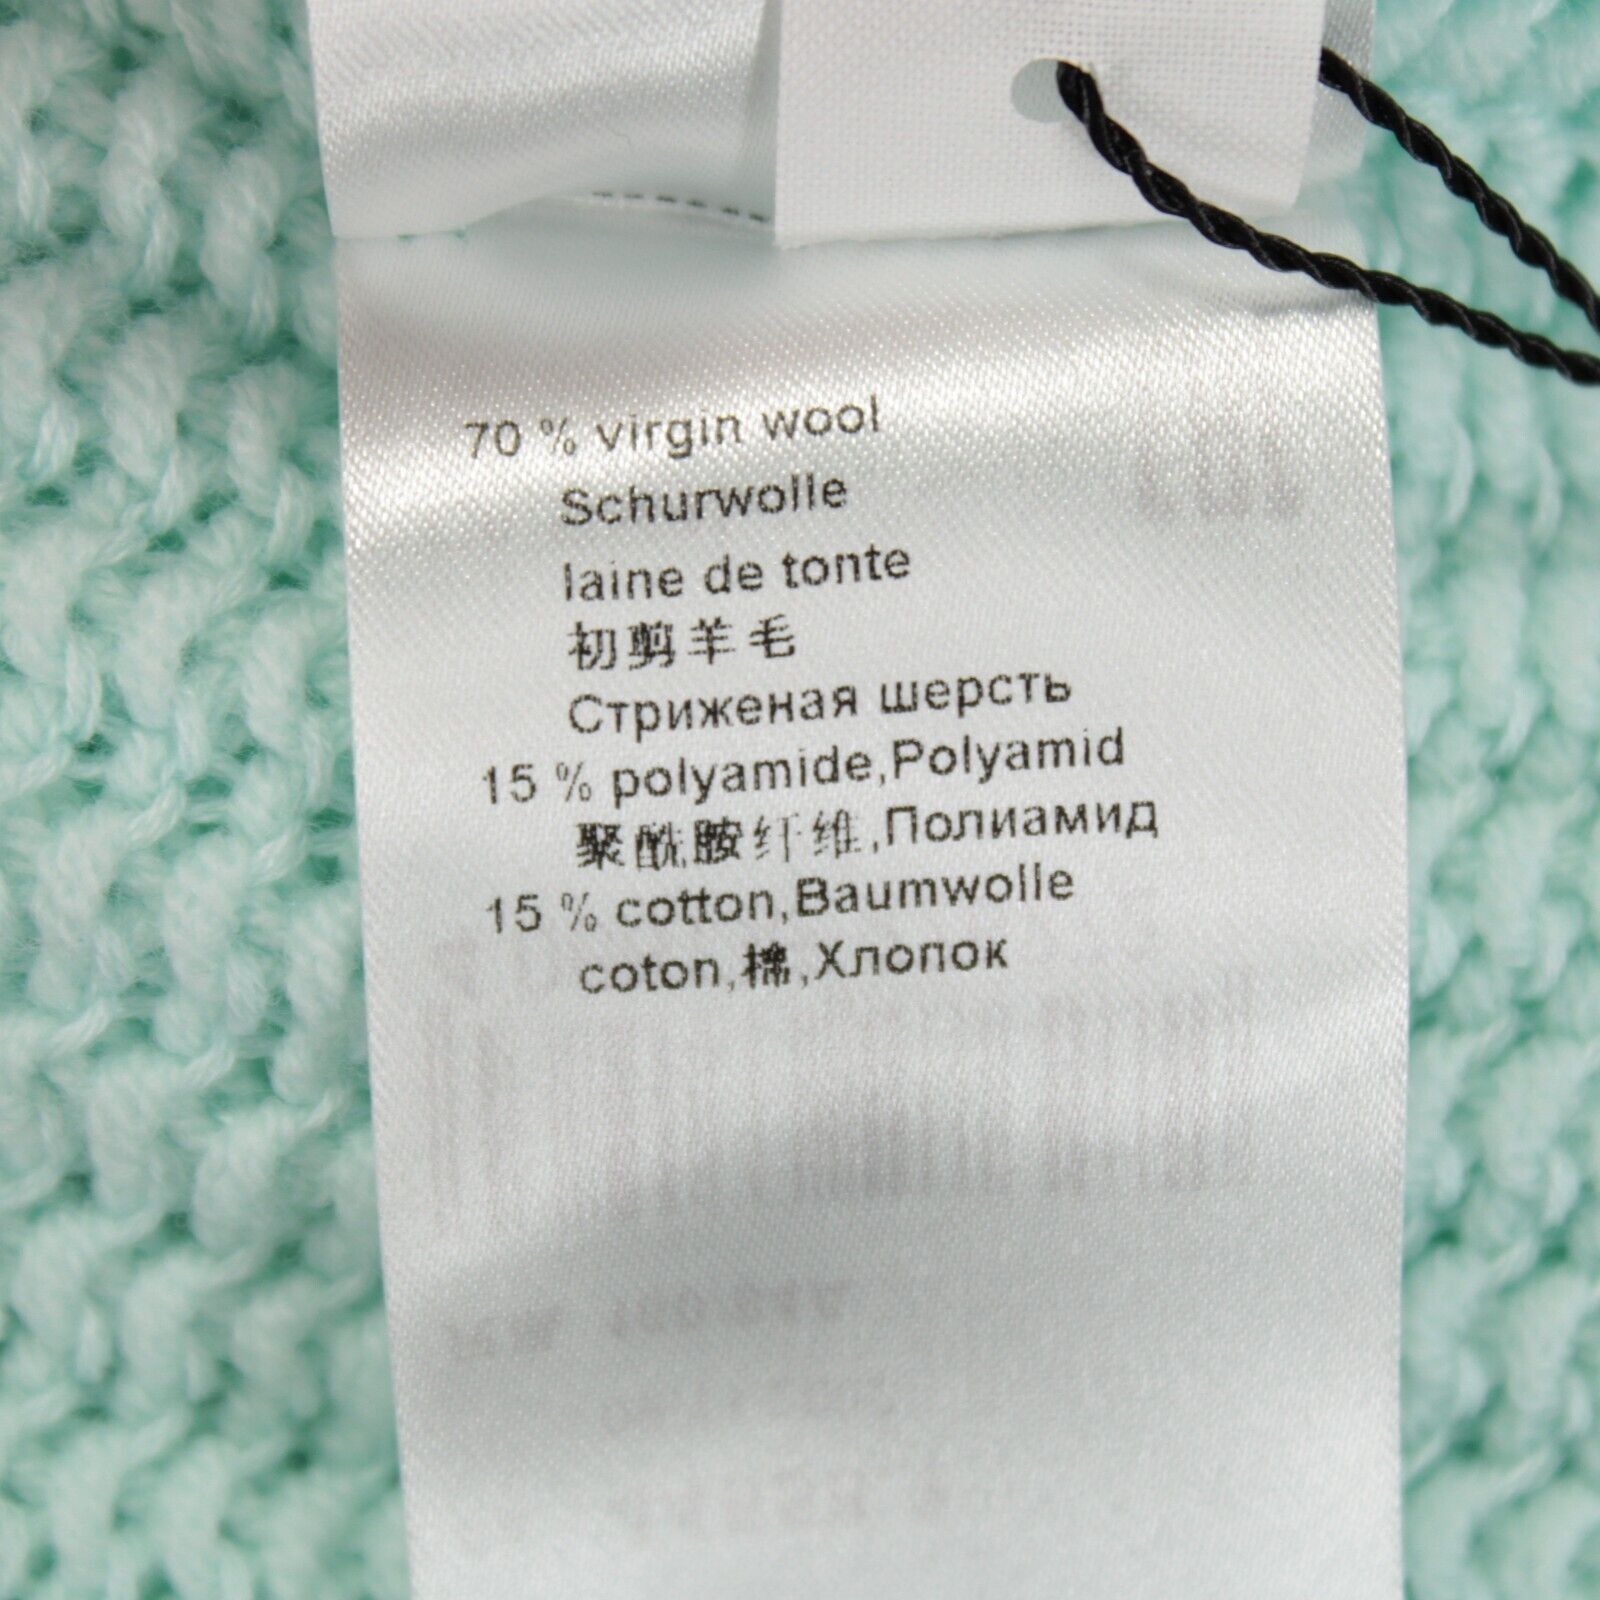 70 % virgin wool
Schurwolle
laine de tonte
初剪羊毛
Стриженая шерсть
15 % polyamide,Polyamid
聚酰胺纤维,Полиамид
15 % cotton,Baumwolle
coton,棉,Хлопок